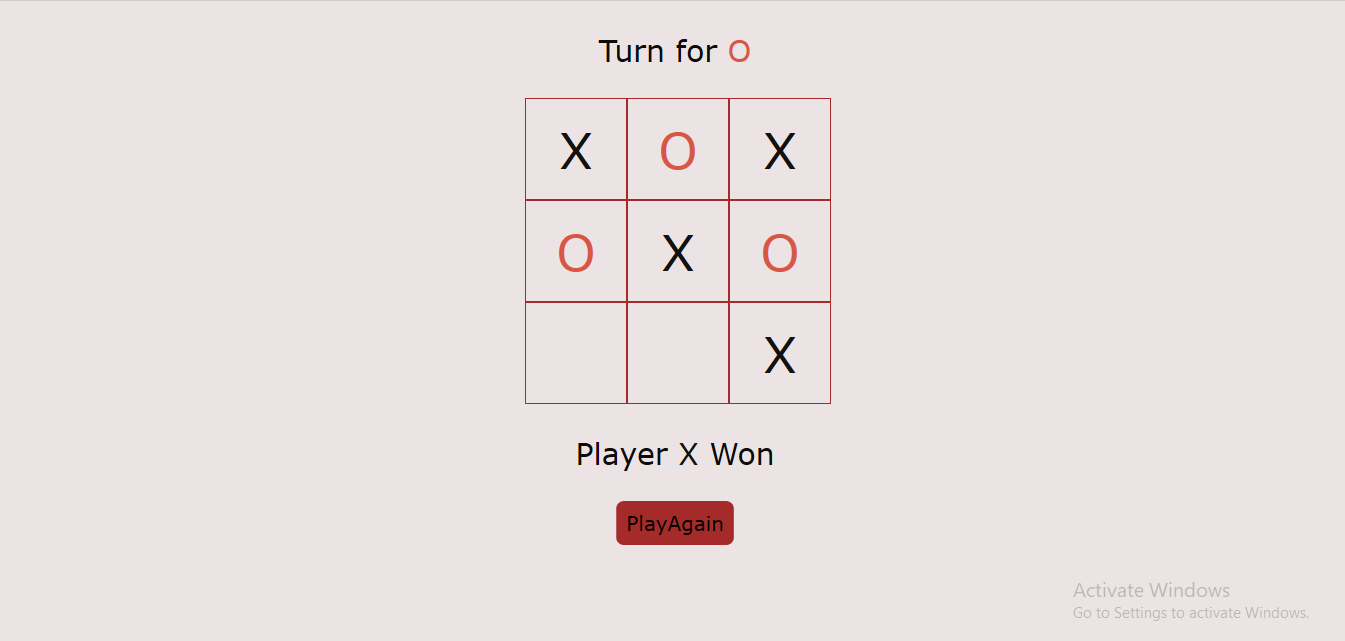 Turn for O
X O X
O X O
X
Player X Won
PlayAgain
Activate Windows
Go to Settings to activate Windows.